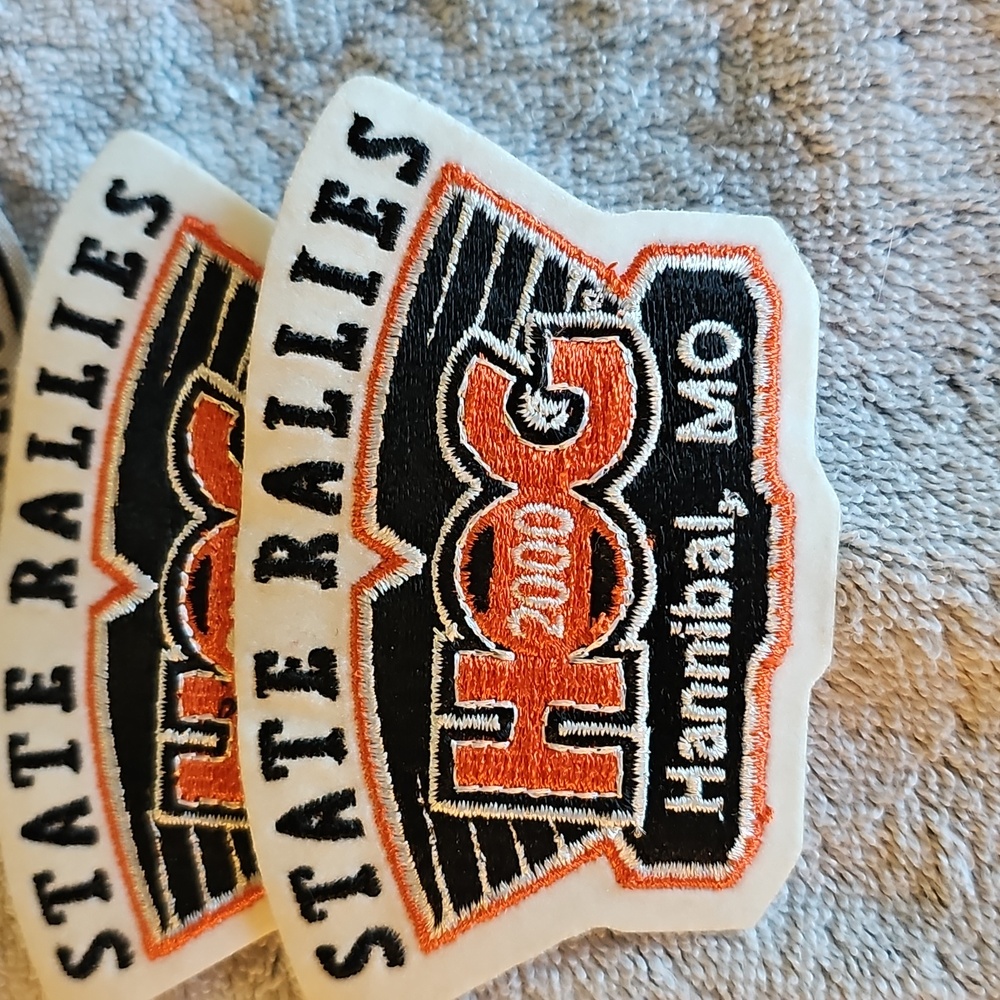 STATE RALLIES
STATE RALLIES
HOG
2000
Hannibal, MO